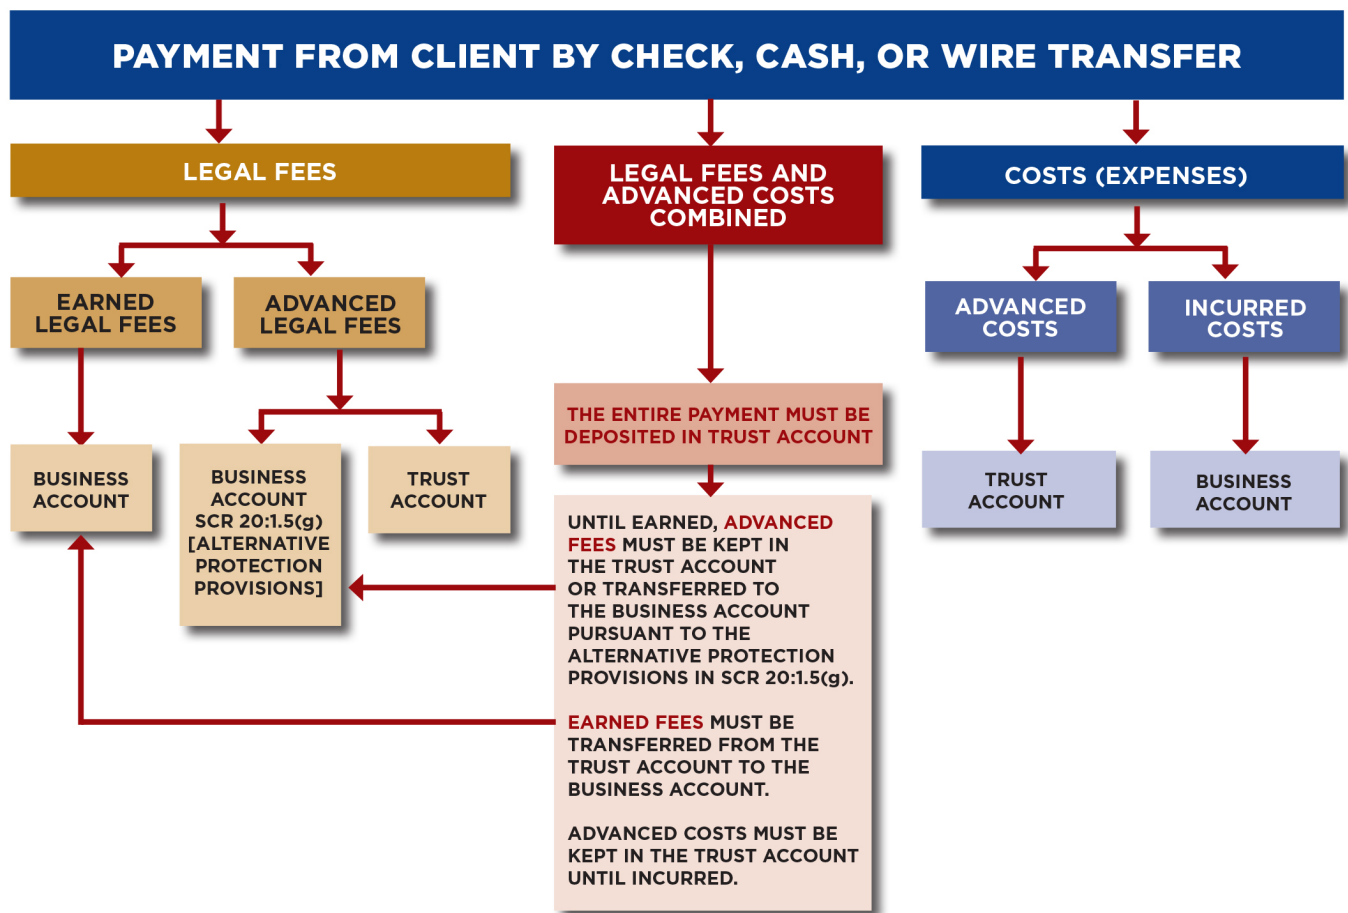 PAYMENT FROM CLIENT BY CHECK, CASH, OR WIRE TRANSFER
LEGAL FEES
EARNED
LEGAL FEES
ADVANCED
LEGAL FEES
BUSINESS
ACCOUNT
BUSINESS
ACCOUNT
SCR 20:1.5(g)
[ALTERNATIVE
PROTECTION
PROVISIONS]
TRUST
ACCOUNT
LEGAL FEES AND
ADVANCED COSTS
COMBINED
THE ENTIRE PAYMENT MUST BE
DEPOSITED IN TRUST ACCOUNT
UNTIL EARNED, ADVANCED
FEES MUST BE KEPT IN
THE TRUST ACCOUNT
OR TRANSFERRED TO
THE BUSINESS ACCOUNT
PURSUANT TO THE
ALTERNATIVE PROTECTION
PROVISIONS IN SCR 20:1.5(g).
EARNED FEES MUST BE
TRANSFERRED FROM THE
TRUST ACCOUNT TO THE
BUSINESS ACCOUNT.
ADVANCED COSTS MUST BE
KEPT IN THE TRUST ACCOUNT
UNTIL INCURRED.
COSTS (EXPENSES)
ADVANCED
COSTS
INCURRED
COSTS
TRUST
ACCOUNT
BUSINESS
ACCOUNT